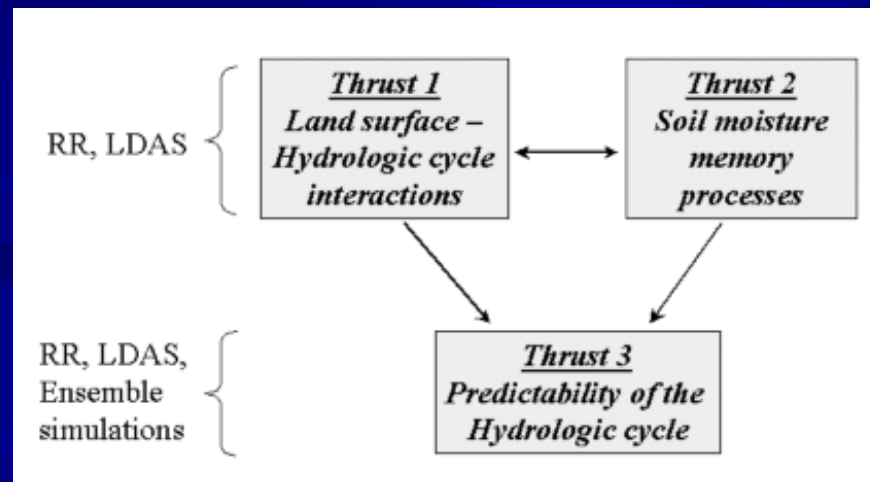 RR, LDAS
Thrust 1
Land surface –
Hydrologic cycle
interactions
Thrust 2
Soil moisture
memory
processes
RR, LDAS,
Ensemble
simulations
Thrust 3
Predictability of the
Hydrologic cycle